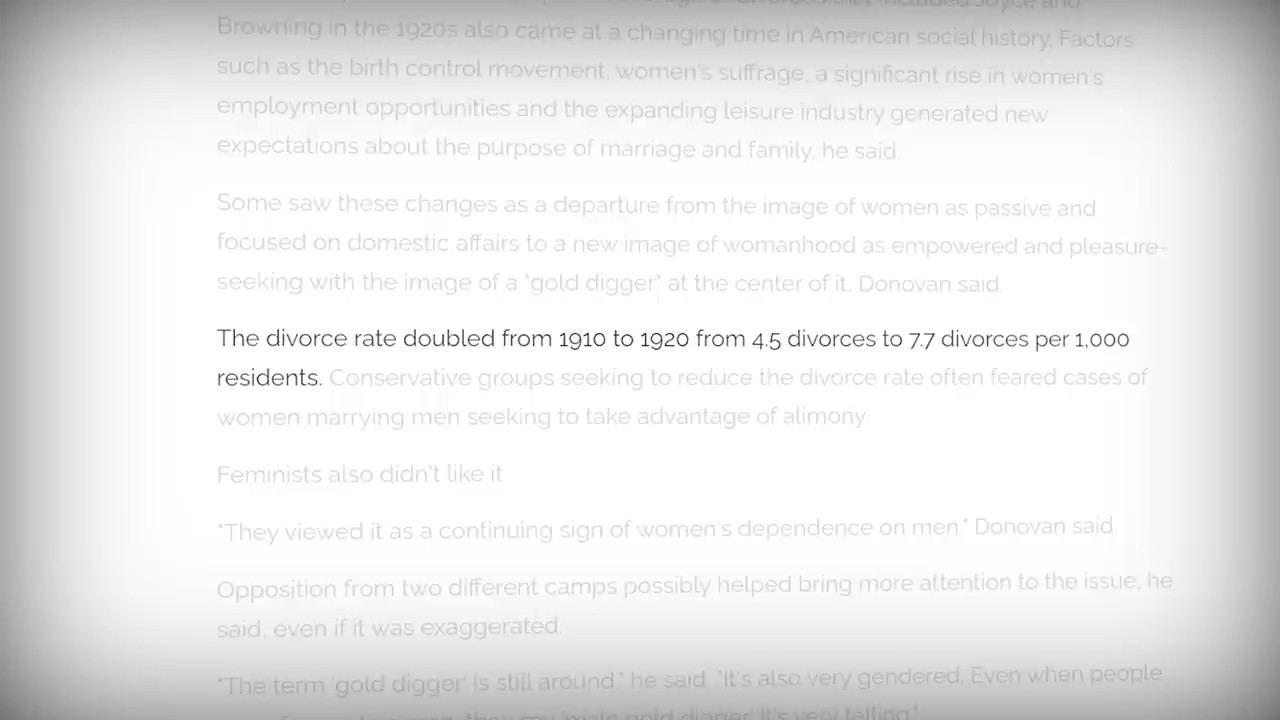 Browning in the 1920s also came at a changing time in American social history. Factors
such as the birth control movement, women's suffrage, a significant rise in women's
employment opportunities and the expanding leisure industry generated new
expectations about the purpose of marriage and family, he said.
Some saw these changes as a departure from the image of women as passive and
focused on domestic affairs to a new image of womanhood as empowered and pleasure-
seeking with the image of a "gold digger" at the center of it, Donovan said.
The divorce rate doubled from 1910 to 1920 from 4.5 divorces to 7.7 divorces per 1,000
residents. Conservative groups seeking to reduce the divorce rate often feared cases of
women marrying men seeking to take advantage of alimony.
Feminists also didn't like it.
"They viewed it as a continuing sign of women's dependence on men," Donovan said.
Opposition from two different camps possibly helped bring more attention to the issue, he
said, even if it was exaggerated.
"The term 'gold digger' is still around," he said. "It's also very gendered. Even when people
they say 'male gold digger.' It's very telling."